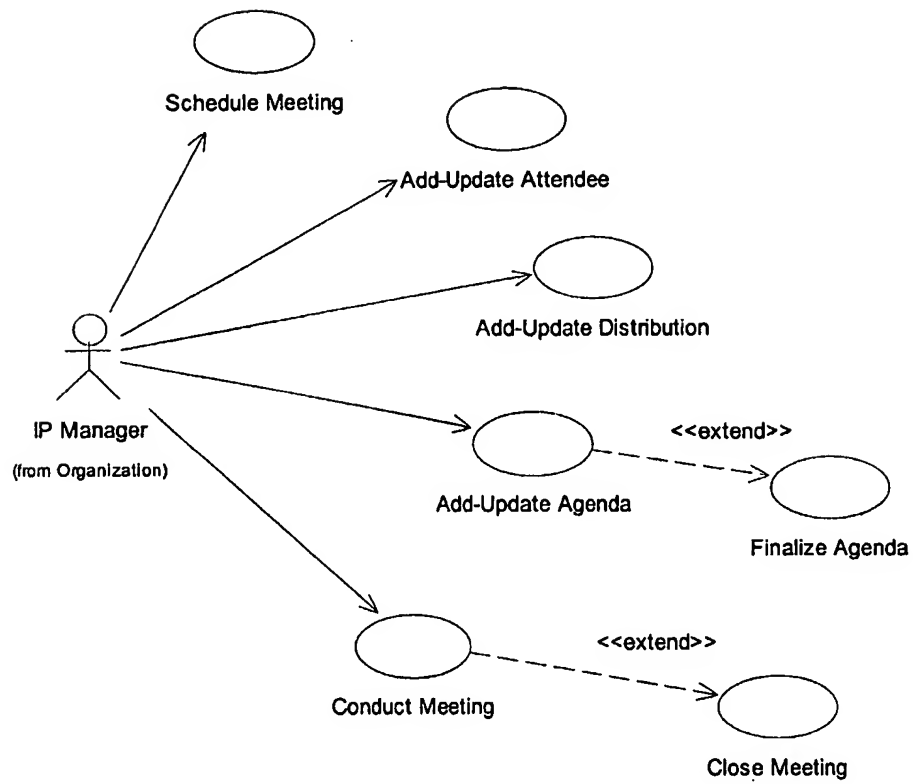 Schedule Meeting
Add-Update Attendee
Add-Update Distribution
IP Manager
(from Organization)
<<extend>>
Add-Update Agenda
Finalize Agenda
<<extend>>
Conduct Meeting
Close Meeting